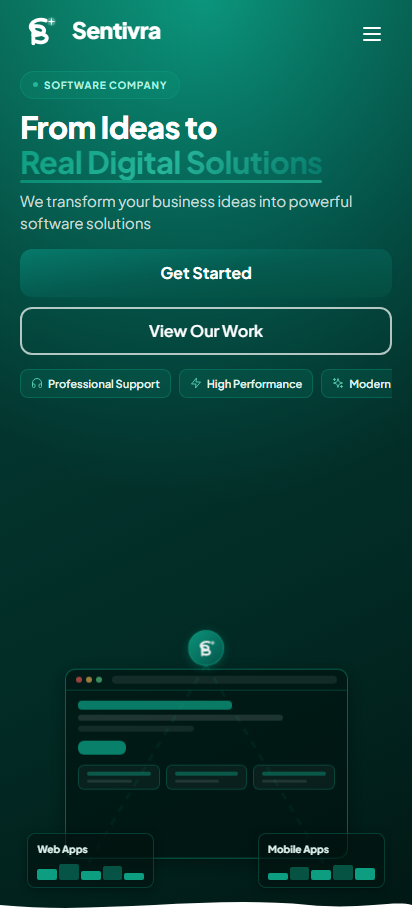 Sentivra
SOFTWARE COMPANY
From Ideas to
Real Digital Solutions
We transform your business ideas into powerful
software solutions
Get Started
View Our Work
Professional Support
High Performance
Modern
Web Apps
Mobile Apps